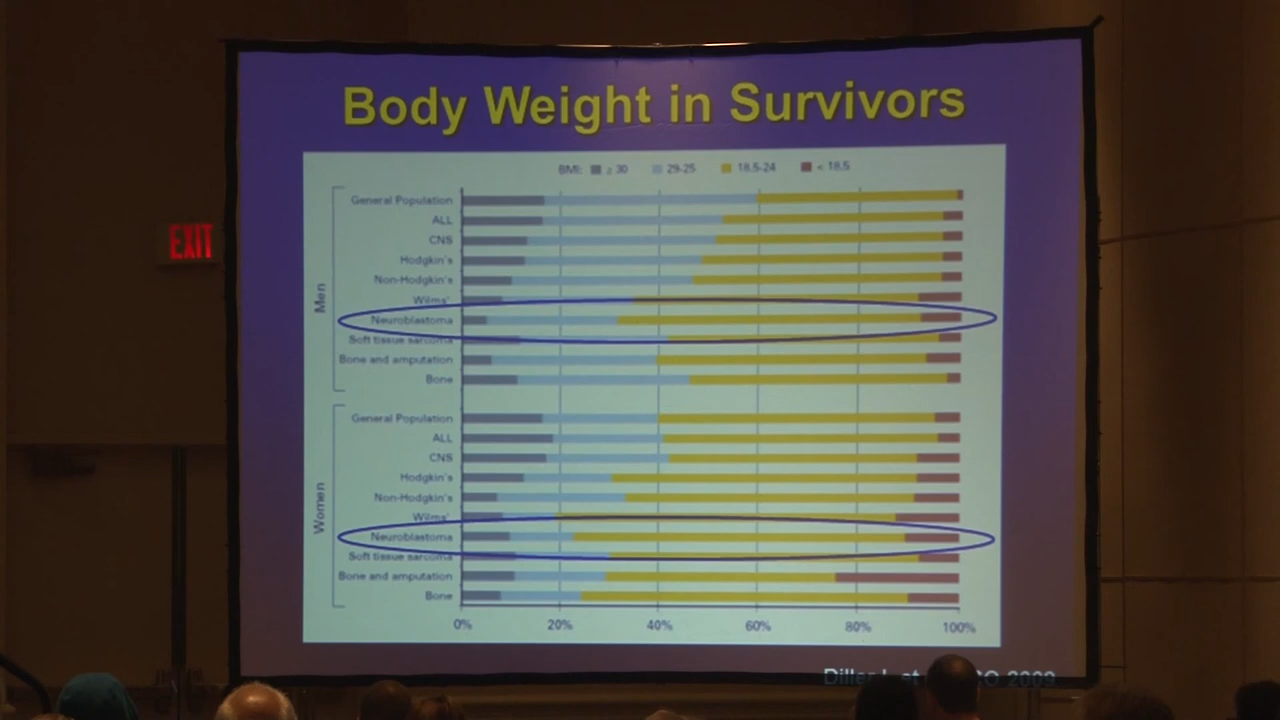 Body Weight in Survivors
BMI: ≥ 30 29-25 18.5-24 < 18.5
EXIT
Men
General Population
ALL
CNS
Hodgkin's
Non-Hodgkin's
Wilms'
Neuroblastoma
Soft tissue sarcoma
Bone and amputation
Bone
Women
General Population
ALL
CNS
Hodgkin's
Non-Hodgkin's
Wilms'
Neuroblastoma
Soft tissue sarcoma
Bone and amputation
Bone
0% 20% 40% 60% 80% 100%
2009